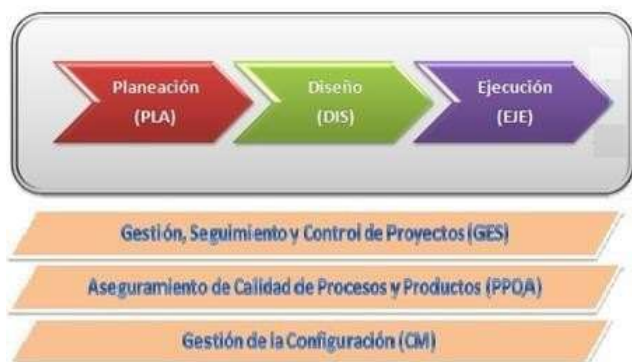 Planeación
(PLA)
Diseño
(DIS)
Ejecución
(EJE)
Gestión, Seguimiento y Control de Proyectos (GES)
Aseguramiento de Calidad de Procesos y Productos (PPQA)
Gestión de la Configuración (CM)